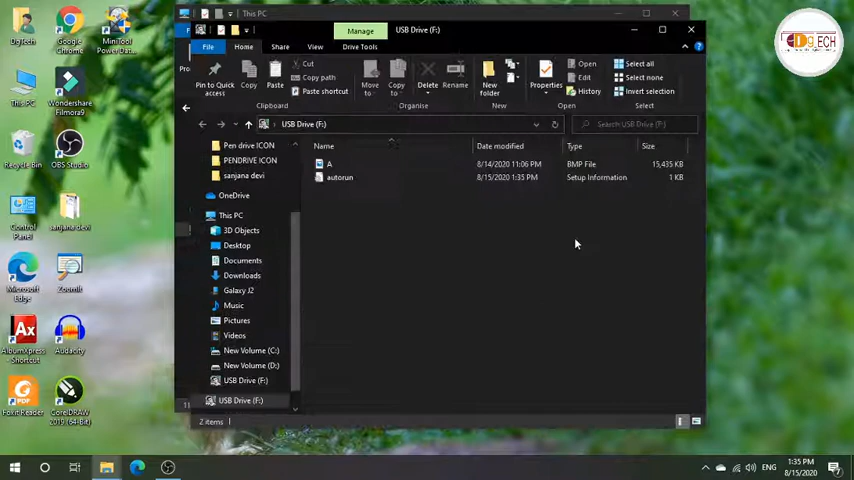 This PC
Manage
USB Drive (F:)
File
Home
Share
View
Drive Tools
Pin to Quick access
Copy
Paste
Cut
Copy path
Paste shortcut
Clipboard
Move to
Copy to
Delete
Rename
Organise
New folder
New
Properties
Open
Edit
History
Open
Select all
Select none
Invert selection
Select
USB Drive (F:)
Search USB Drive (F:)
Name
Date modified
Type
Size
A
8/14/2020 11:06 PM
BMP File
15,435 KB
autorun
8/15/2020 1:35 PM
Setup Information
1 KB
Pen drive ICON
PENDRIVE ICON
sanjana devi
OneDrive
This PC
3D Objects
Desktop
Documents
Downloads
Galaxy J2
Music
Pictures
Videos
New Volume (C:)
New Volume (D:)
USB Drive (F:)
USB Drive (F:)
2 items
DgTech
Google Chrome
MiniTool Power Data...
This PC
Wondershare Filmora9
Recycle Bin
OBS Studio
Control Panel
sanjana devi
Microsoft Edge
ZoomIt
AlbumXpress - Shortcut
Audacity
Foxit Reader
CorelDRAW 2019 (64-Bit)
ENG
1:35 PM
8/15/2020